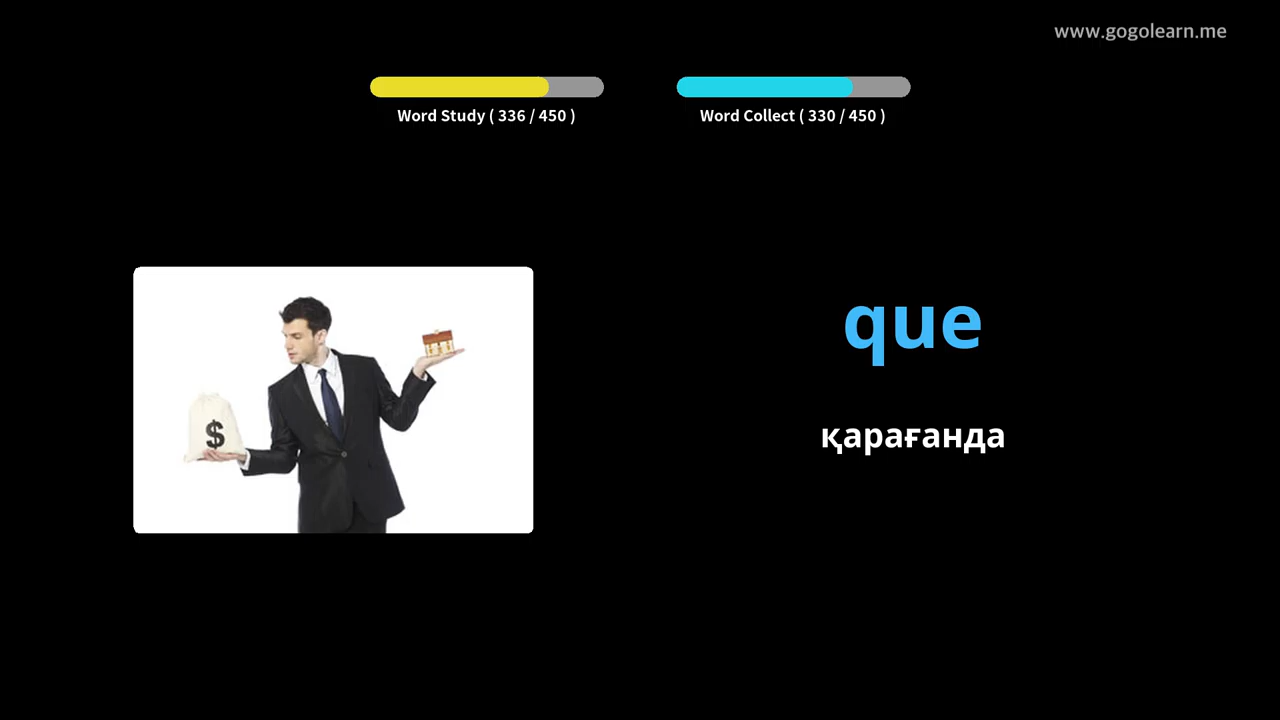 www.gogolearn.me
Word Study ( 336 / 450 )
Word Collect ( 330 / 450 )
$
que
қарағанда